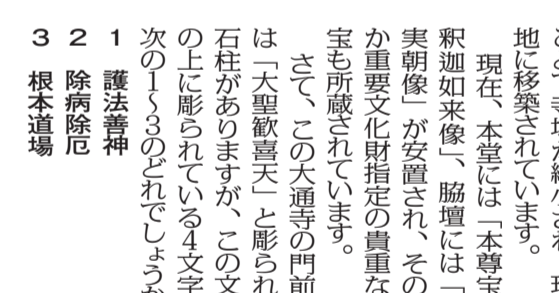 地に移築されています。
現在、本堂には「本尊宝
釈迦如来像」、脇壇には「
実朝像」が安置され、その
か重要文化財指定の貴重な
宝も所蔵されています。
さて、この大通寺の門前
は「大聖歓喜天」と彫られ
石柱がありますが、この文
の上に彫られている4文字
次の1〜3のどれでしょうか
1 護法善神
2 除病除厄
3 根本道場